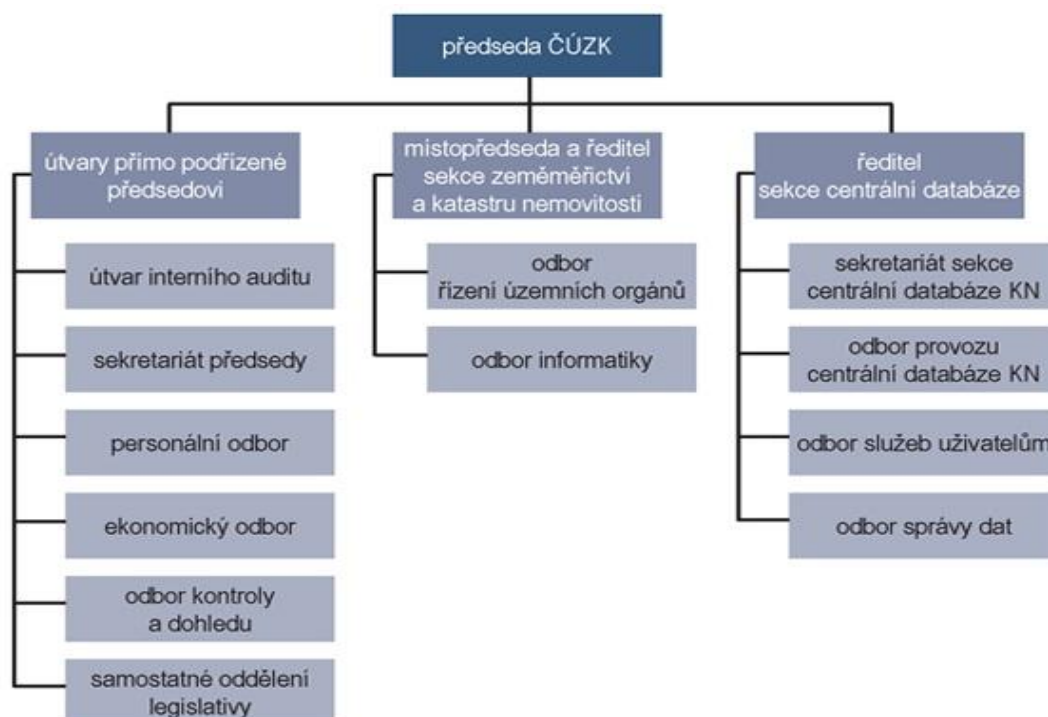 předseda ČÚZK
útvary přímo podřízené
předsedovi
místopředseda a ředitel
sekce zeměměřictví
a katastru nemovitostí
ředitel
sekce centrální databáze
útvar interního auditu
sekretariát předsedy
personální odbor
ekonomický odbor
odbor kontroly
a dohledu
samostatné oddělení
legislativy
odbor
řízení územních orgánů
odbor informatiky
sekretariát sekce
centrální databáze KN
odbor provozu
centrální databáze KN
odbor služeb uživatelům
odbor správy dat